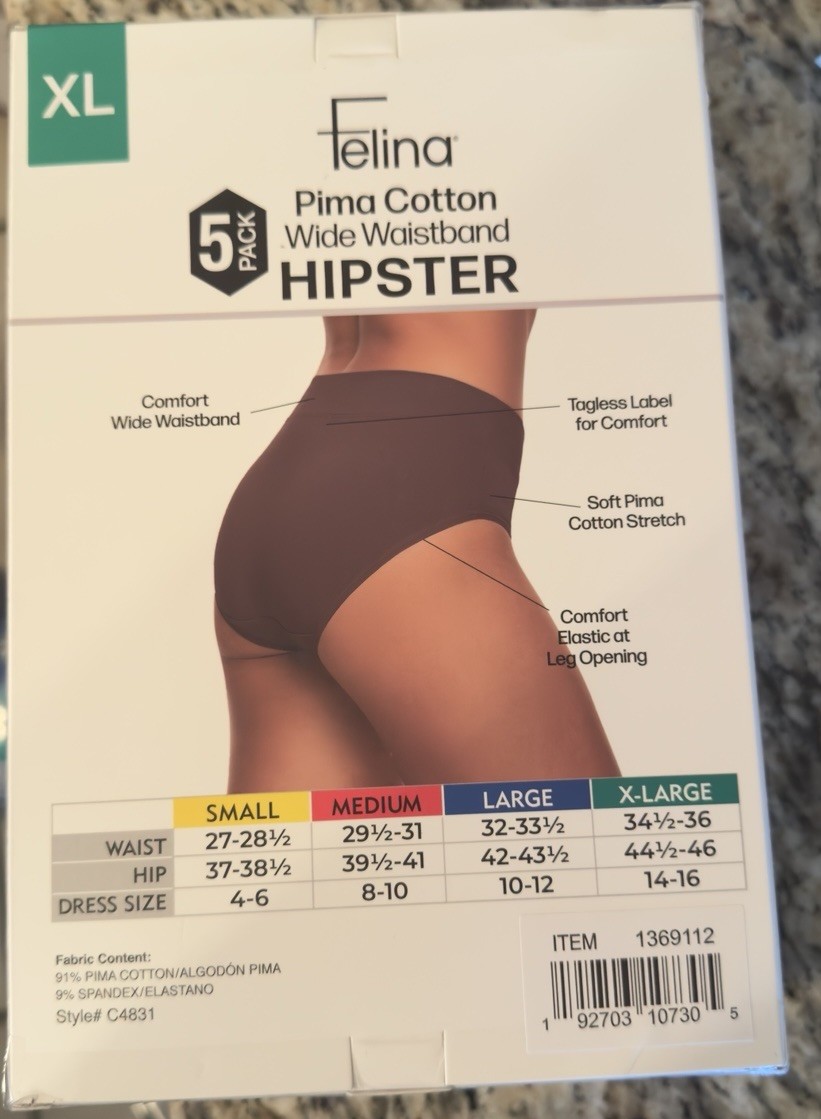 XL
Felina
5 PACK
Pima Cotton
Wide Waistband
HIPSTER
Comfort
Wide Waistband
Tagless Label
for Comfort
Soft Pima
Cotton Stretch
Comfort
Elastic at
Leg Opening
SMALL MEDIUM LARGE X-LARGE
WAIST 27-28½ 29½-31 32-33½ 34½-36
HIP 37-38½ 39½-41 42-43½ 44½-46
DRESS SIZE 4-6 8-10 10-12 14-16
Fabric Content:
91% PIMA COTTON/ALGODÓN PIMA
9% SPANDEX/ELASTANO
Style# C4831
ITEM 1369112
1 92703 10730 5